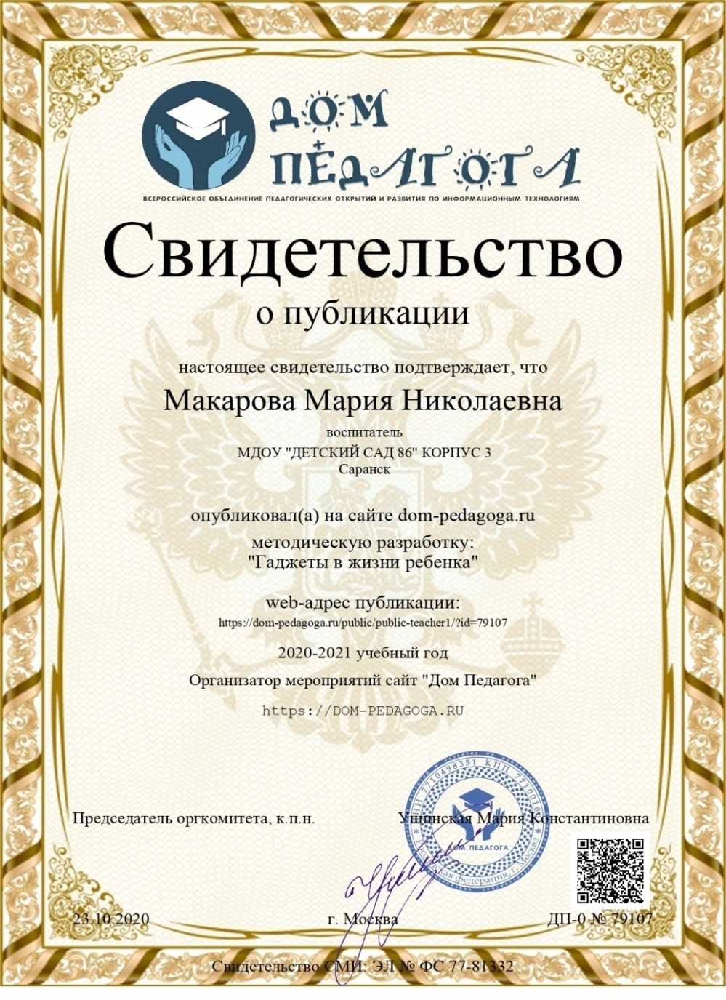 ДОМ
ПЕДАГОГА
ВСЕРОССИЙСКОЕ ОБЪЕДИНЕНИЕ ПЕДАГОГИЧЕСКИХ ОТКРЫТИЙ И РАЗВИТИЯ ПО ИНФОРМАЦИОННЫМ ТЕХНОЛОГИЯМ
Свидетельство
о публикации
настоящее свидетельство подтверждает, что
Макарова Мария Николаевна
воспитатель
МДОУ "ДЕТСКИЙ САД 86" КОРПУС 3
Саранск
опубликовал(а) на сайте dom-pedagoga.ru
методическую разработку:
"Гаджеты в жизни ребенка"
web-адрес публикации:
https://dom-pedagoga.ru/public/public-teacher1/?id=79107
2020-2021 учебный год
Организатор мероприятий сайт "Дом Педагога"
https://DOM-PEDAGOGA.RU
ИНН 7710498351 КПП
ДОМ ПЕДАГОГА
федерация, г. Москва
Председатель оргкомитета, к.п.н.
Ушинская Мария Константиновна
23.10.2020
г. Москва
ДП-0 № 79107
Свидетельство СМИ: ЭЛ № ФС 77-81332